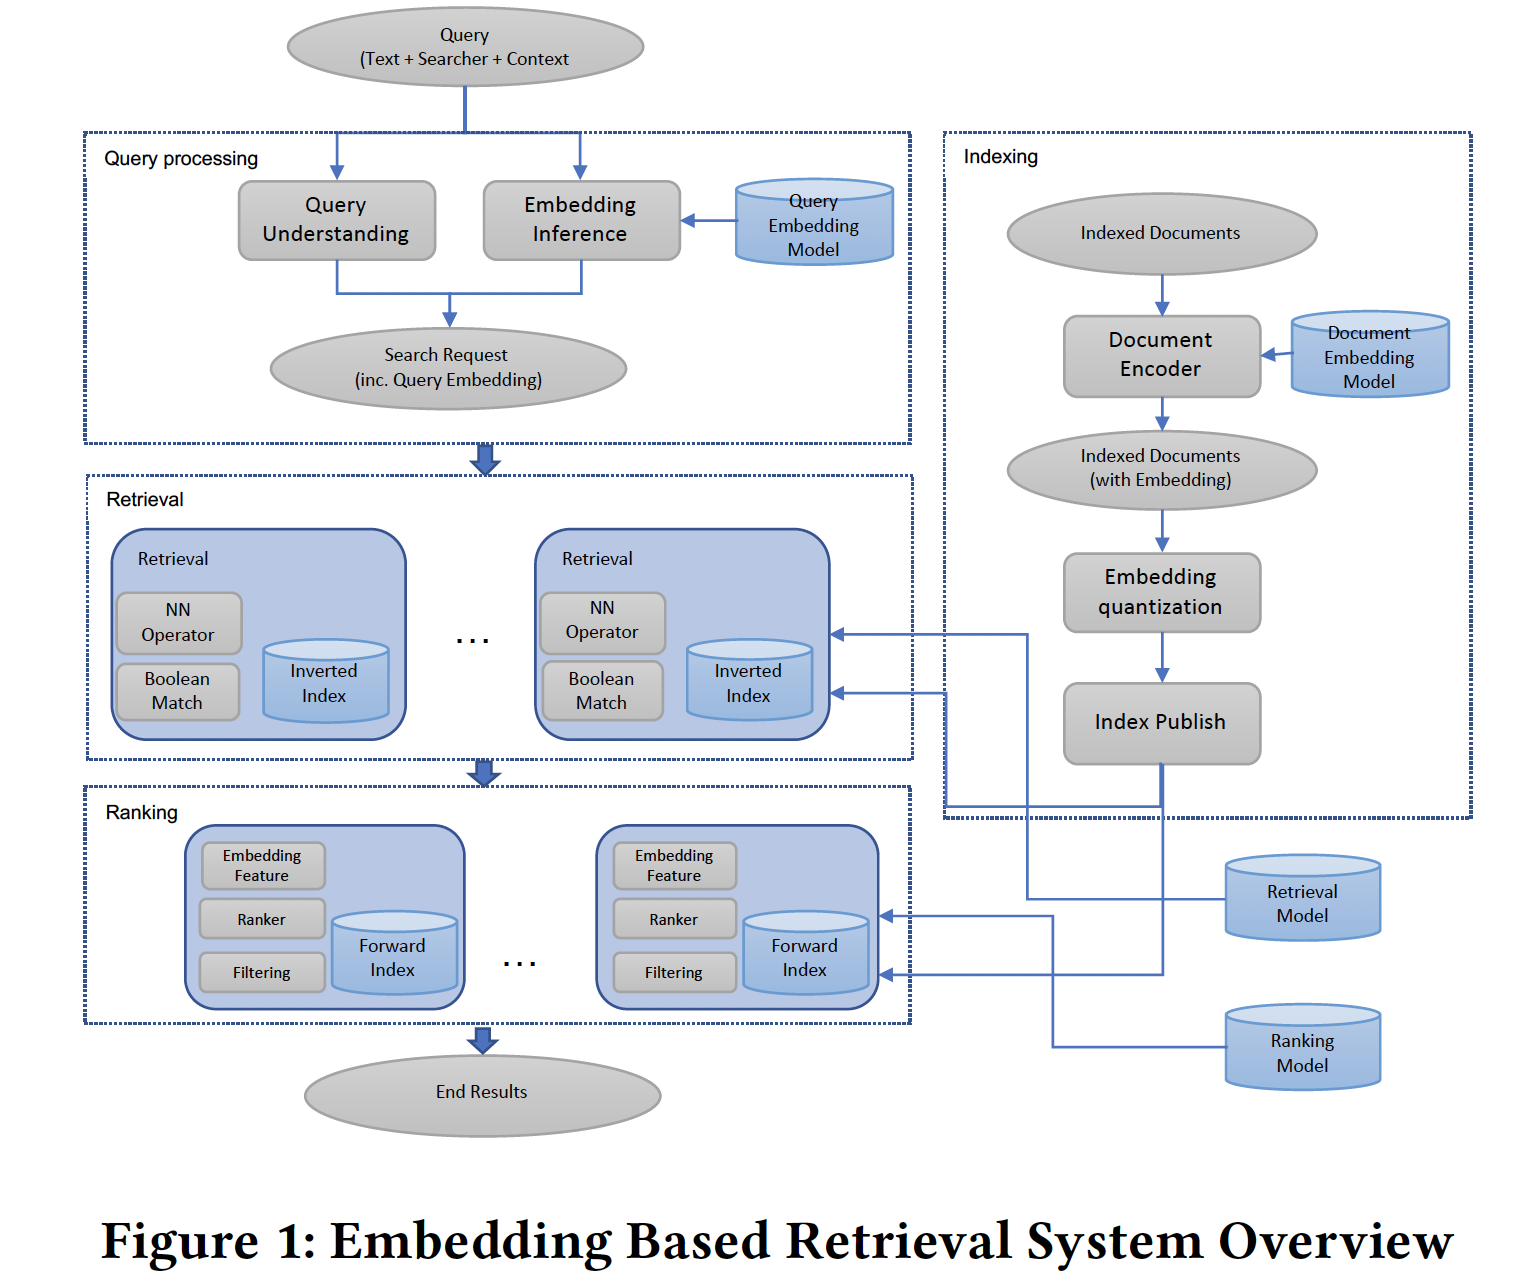 Query
(Text + Searcher + Context
Query processing
Query
Understanding
Embedding
Inference
Query
Embedding
Model
Search Request
(inc. Query Embedding)
Indexing
Indexed Documents
Document
Encoder
Document
Embedding
Model
Indexed Documents
(with Embedding)
Embedding
quantization
Index Publish
Retrieval
Retrieval
NN
Operator
Boolean
Match
Inverted
Index
...
Retrieval
NN
Operator
Boolean
Match
Inverted
Index
Ranking
Embedding
Feature
Ranker
Filtering
Forward
Index
...
Embedding
Feature
Ranker
Filtering
Forward
Index
Retrieval
Model
Ranking
Model
End Results
Figure 1: Embedding Based Retrieval System Overview